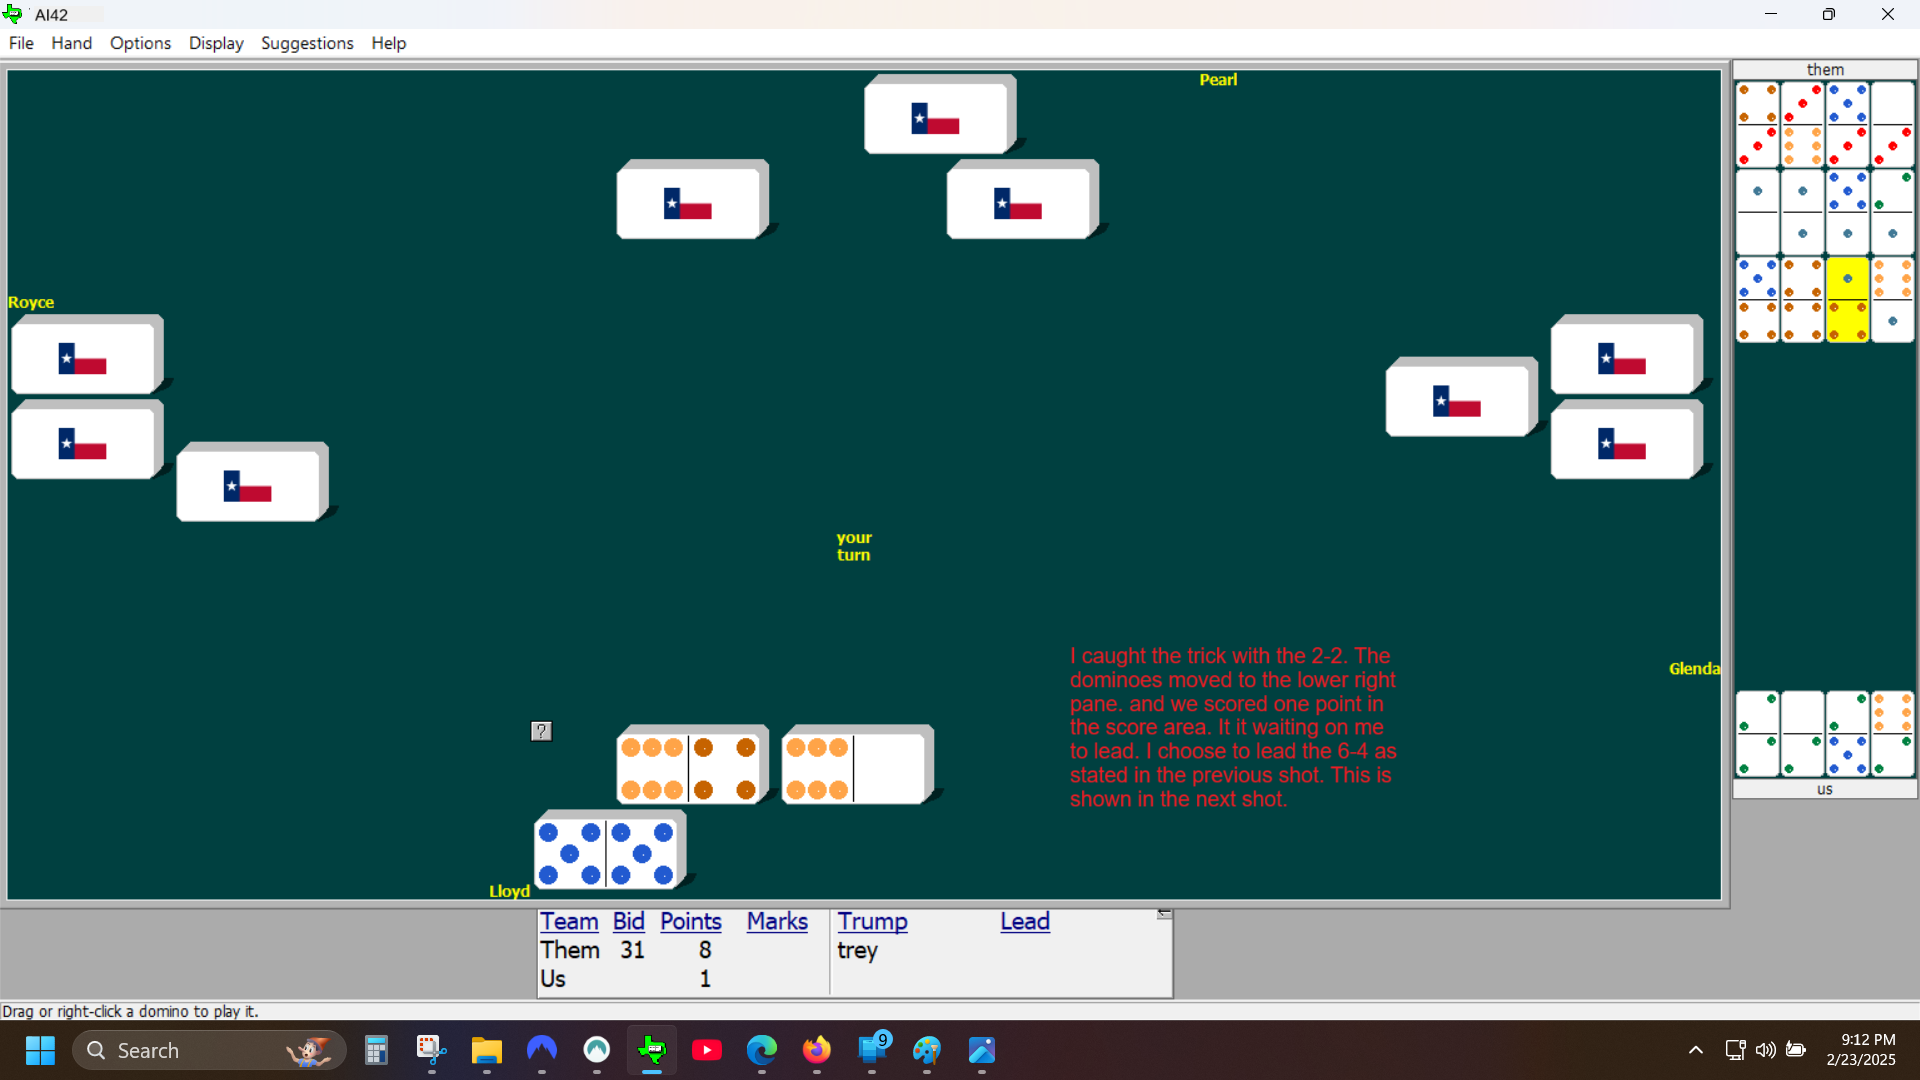 AI42
File Hand Options Display Suggestions Help
them
Pearl
Royce
your
turn
I caught the trick with the 2-2. The
dominoes moved to the lower right
pane. and we scored one point in
the score area. It it waiting on me
to lead. I choose to lead the 6-4 as
stated in the previous shot. This is
shown in the next shot.
Glenda
?
us
Lloyd
Team Bid Points Marks Trump Lead
Them 31 8 trey
Us 1
Drag or right-click a domino to play it.
Search
9
9:12 PM
2/23/2025